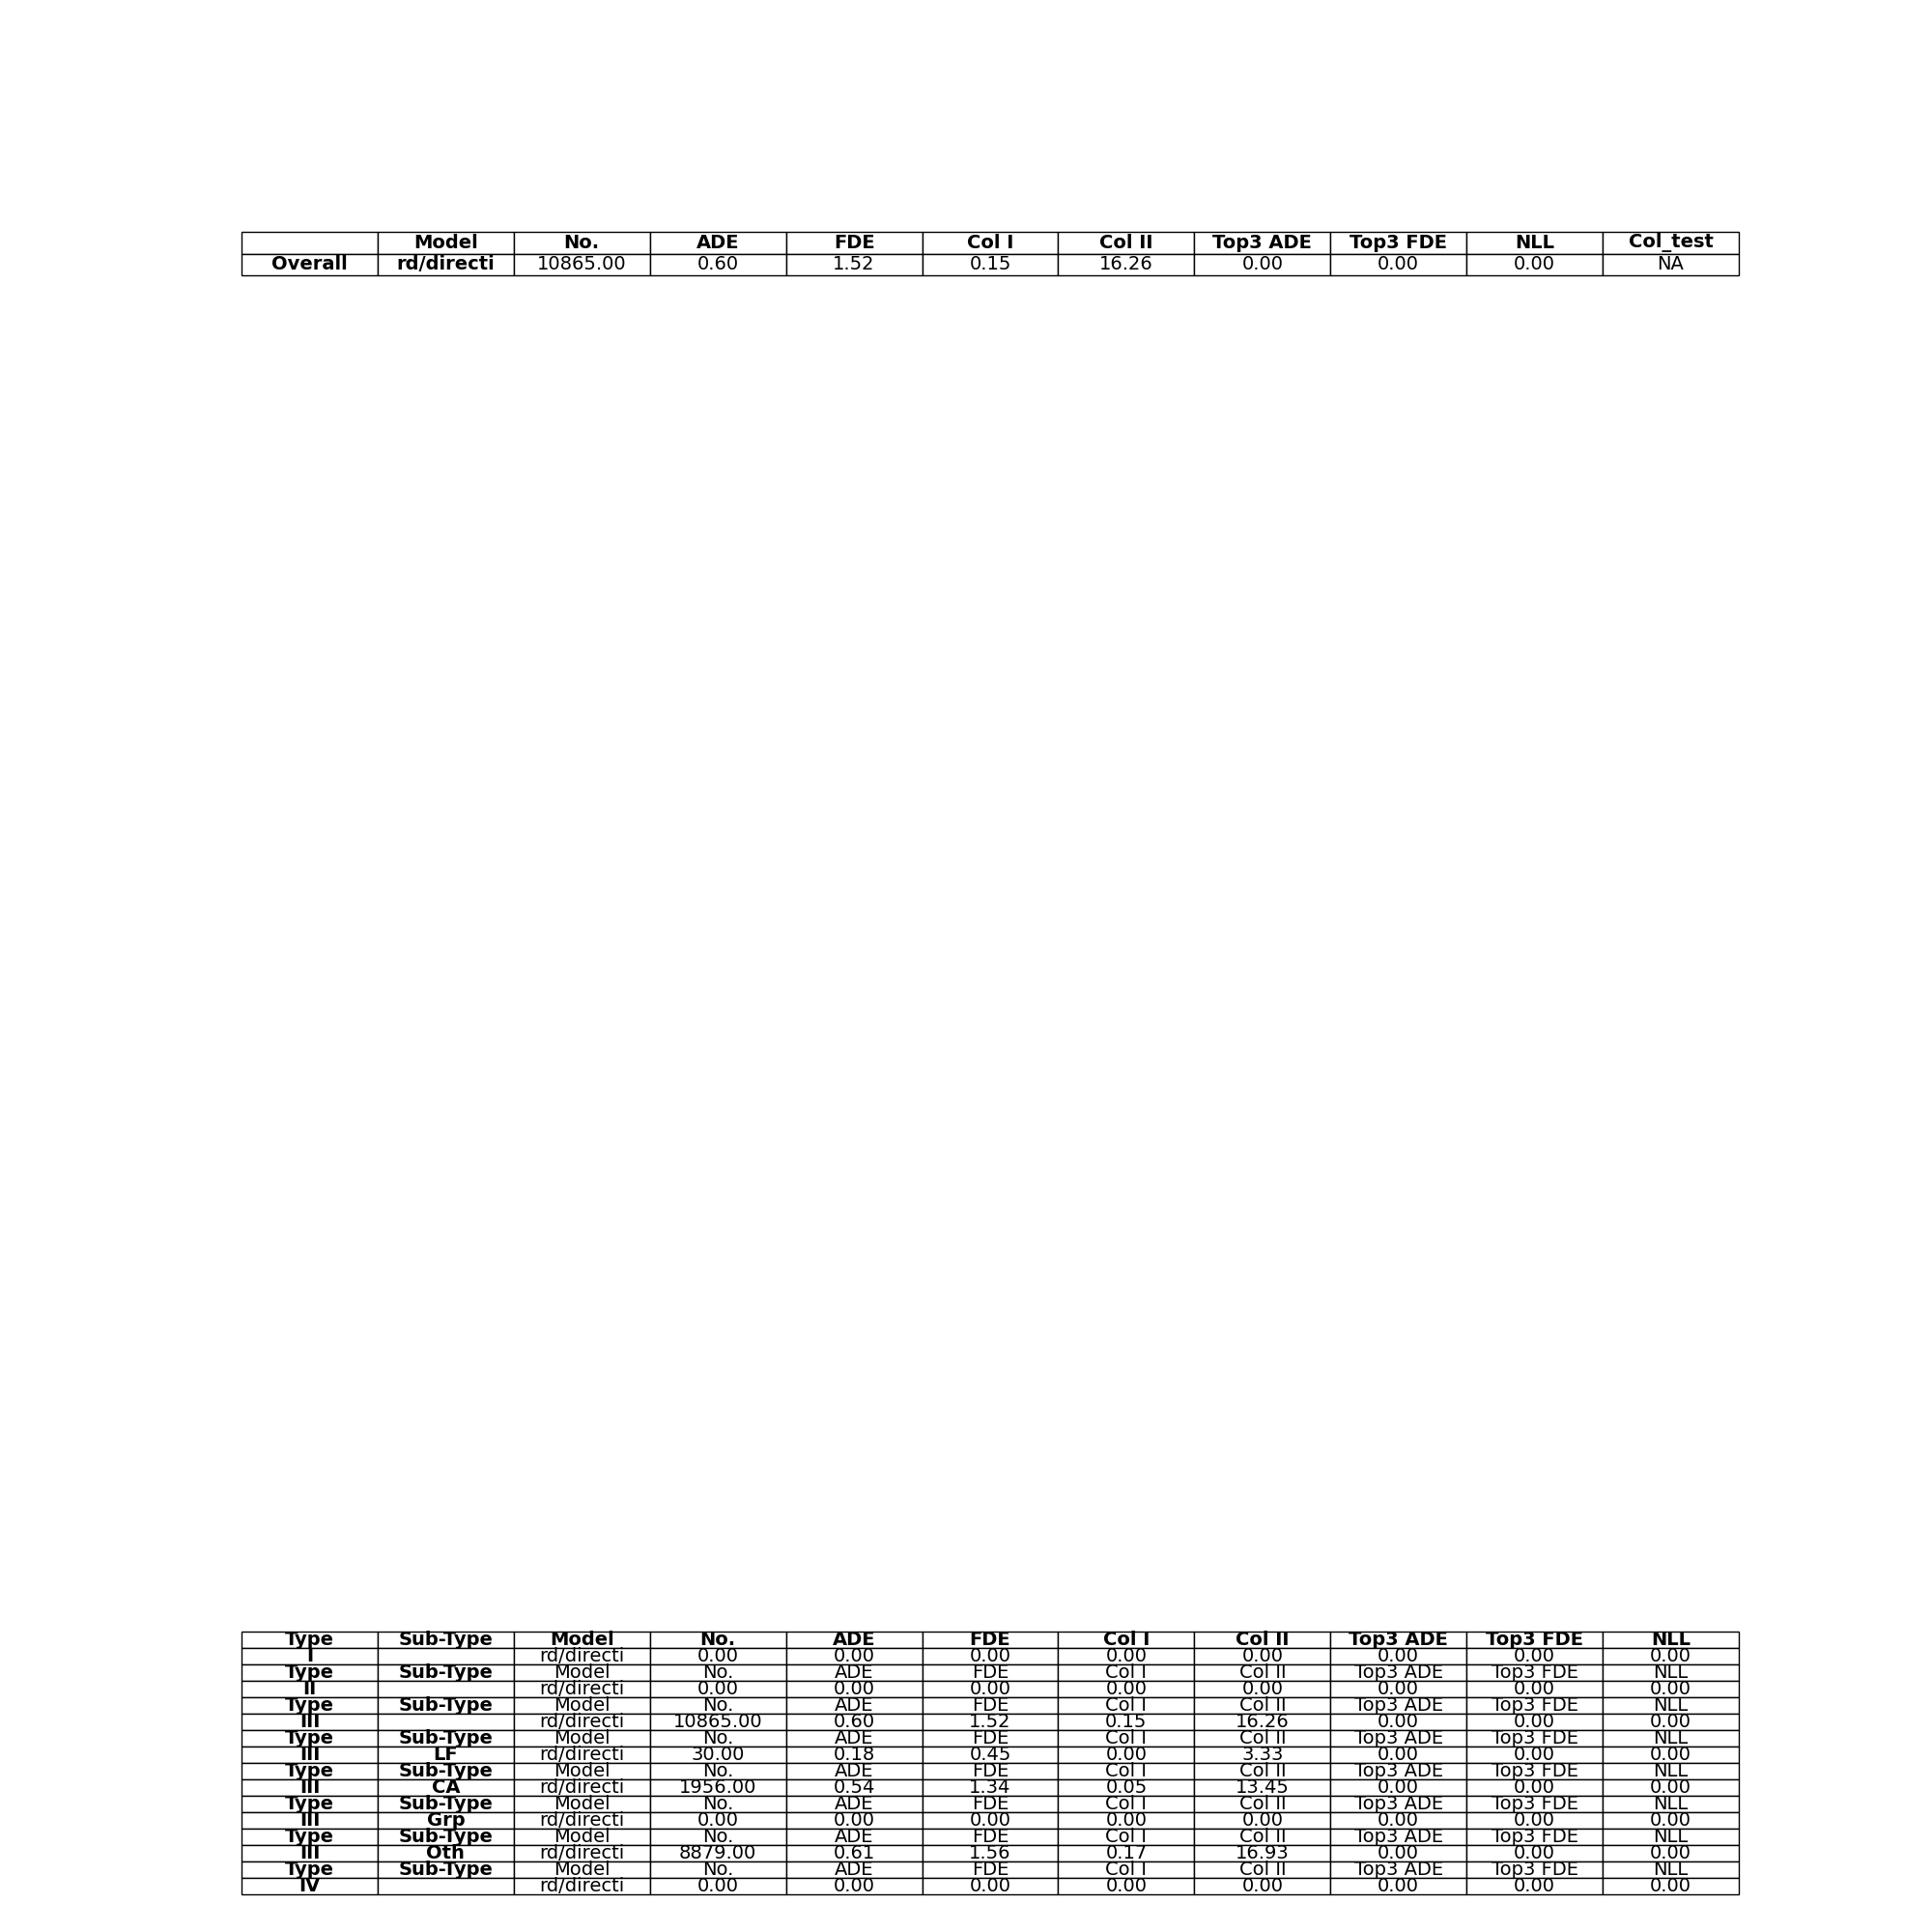 Model No. ADE FDE Col I Col II Top3 ADE Top3 FDE NLL Col_test
Overall rd/directi 10865.00 0.60 1.52 0.15 16.26 0.00 0.00 0.00 NA
Type Sub-Type Model No. ADE FDE Col I Col II Top3 ADE Top3 FDE NLL
I rd/directi 0.00 0.00 0.00 0.00 0.00 0.00 0.00 0.00
Type Sub-Type Model No. ADE FDE Col I Col II Top3 ADE Top3 FDE NLL
II rd/directi 0.00 0.00 0.00 0.00 0.00 0.00 0.00 0.00
Type Sub-Type Model No. ADE FDE Col I Col II Top3 ADE Top3 FDE NLL
III rd/directi 10865.00 0.60 1.52 0.15 16.26 0.00 0.00 0.00
Type Sub-Type Model No. ADE FDE Col I Col II Top3 ADE Top3 FDE NLL
III LF rd/directi 30.00 0.18 0.45 0.00 3.33 0.00 0.00 0.00
Type Sub-Type Model No. ADE FDE Col I Col II Top3 ADE Top3 FDE NLL
III CA rd/directi 1956.00 0.54 1.34 0.05 13.45 0.00 0.00 0.00
Type Sub-Type Model No. ADE FDE Col I Col II Top3 ADE Top3 FDE NLL
III Grp rd/directi 0.00 0.00 0.00 0.00 0.00 0.00 0.00 0.00
Type Sub-Type Model No. ADE FDE Col I Col II Top3 ADE Top3 FDE NLL
III Oth rd/directi 8879.00 0.61 1.56 0.17 16.93 0.00 0.00 0.00
Type Sub-Type Model No. ADE FDE Col I Col II Top3 ADE Top3 FDE NLL
IV rd/directi 0.00 0.00 0.00 0.00 0.00 0.00 0.00 0.00